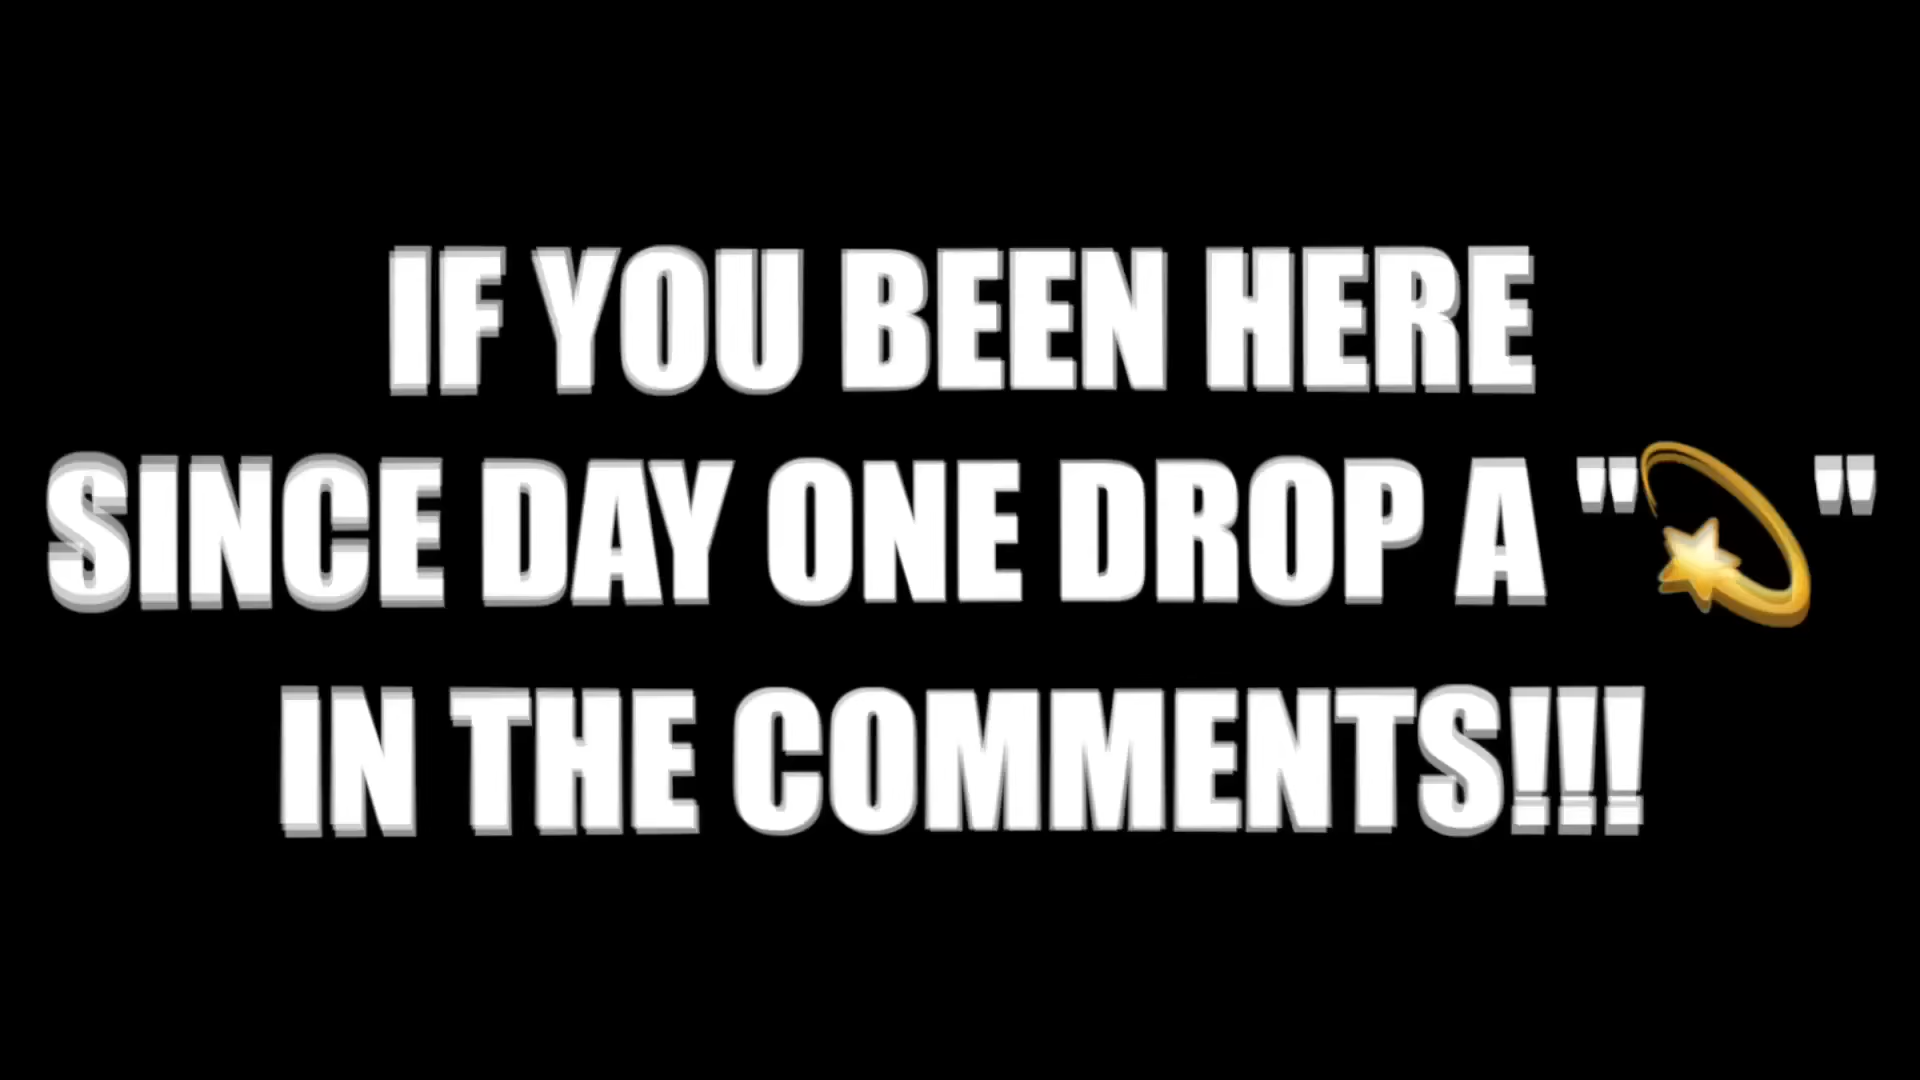 IF YOU BEEN HERE
SINCE DAY ONE DROP A "💫"
IN THE COMMENTS!!!